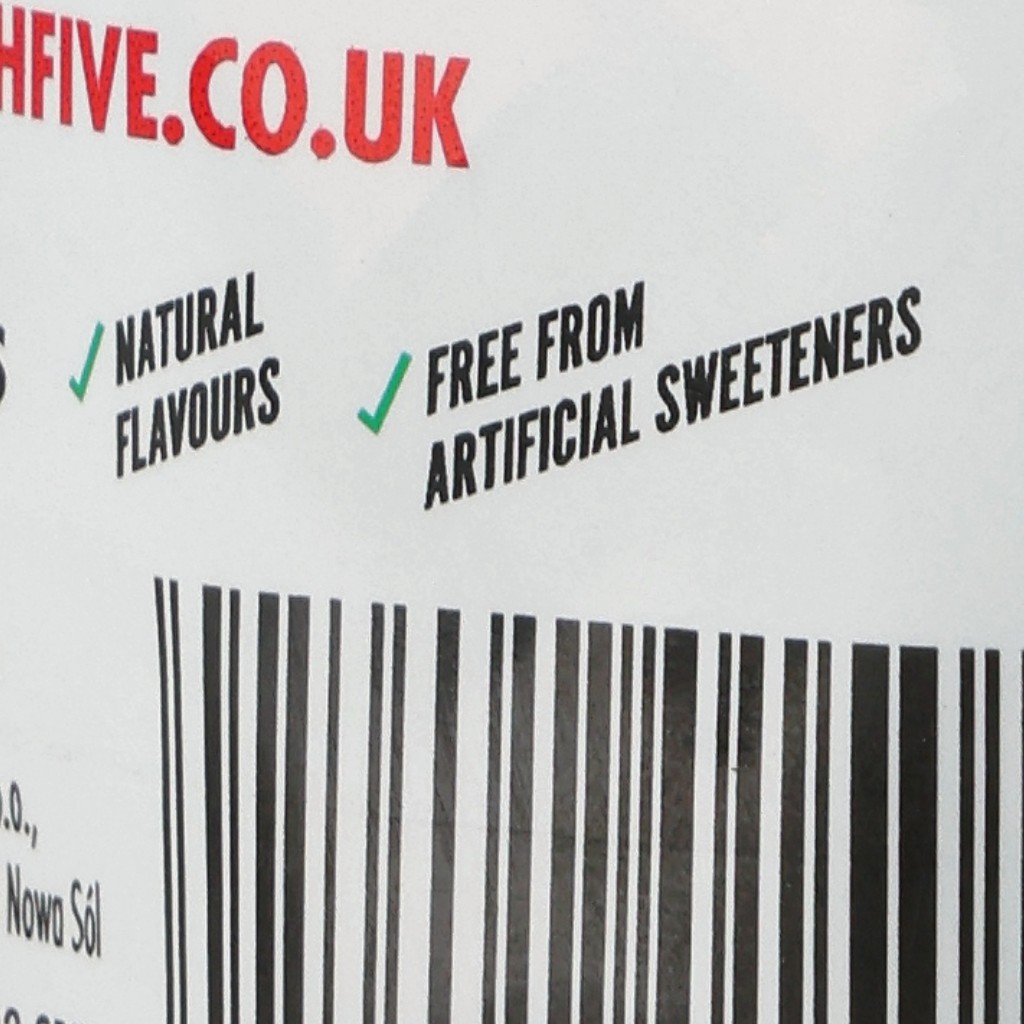 HFIVE.CO.UK
NATURAL
FLAVOURS
FREE FROM
ARTIFICIAL SWEETENERS
.o.,
Nowa Sól